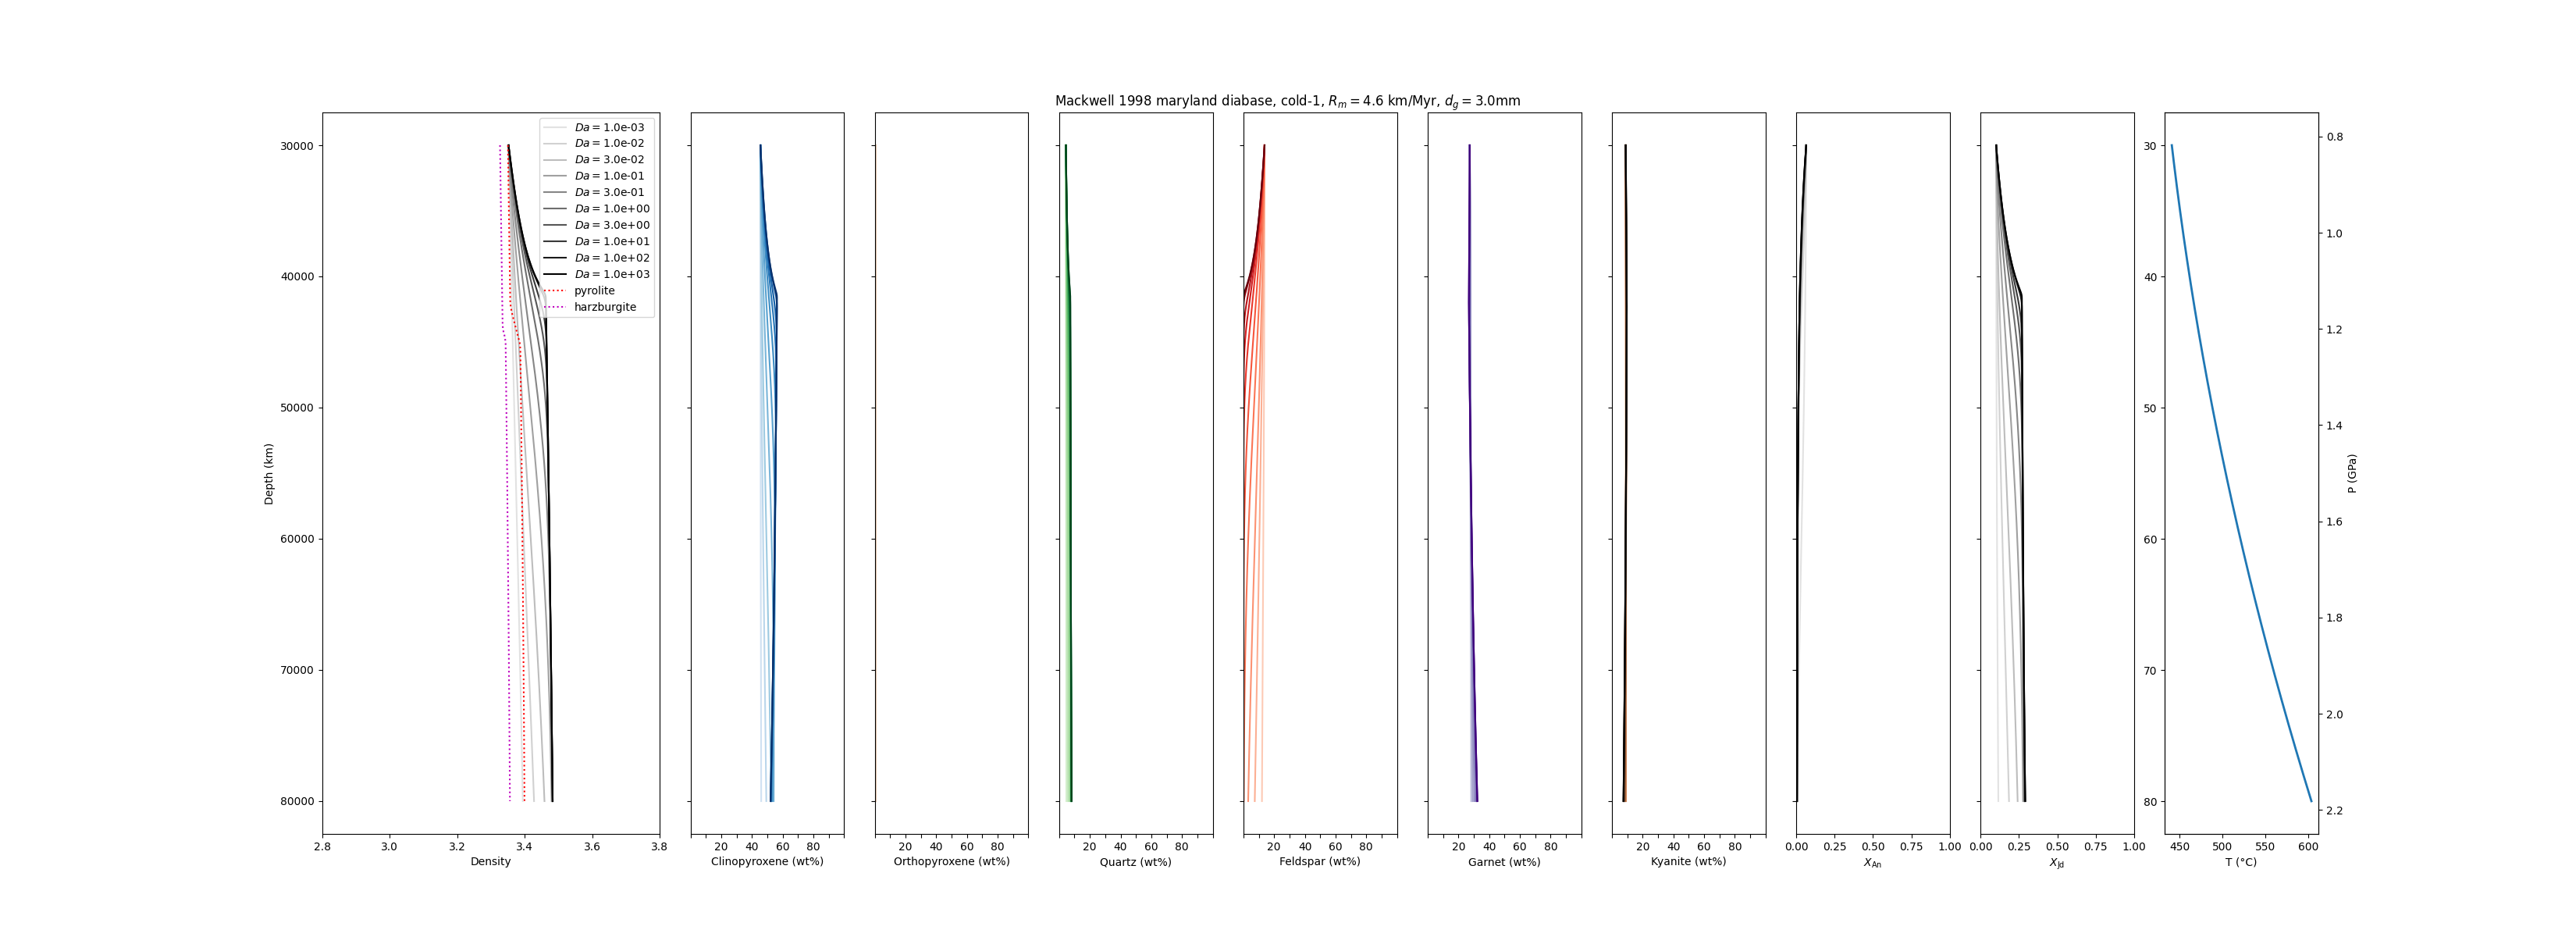 Mackwell 1998 maryland diabase, cold-1, R_m = 4.6 km/Myr, d_g = 3.0mm
Da = 1.0e-03
Da = 1.0e-02
Da = 3.0e-02
Da = 1.0e-01
Da = 3.0e-01
Da = 1.0e+00
Da = 3.0e+00
Da = 1.0e+01
Da = 1.0e+02
Da = 1.0e+03
pyrolite
harzburgite
Depth (km)
30000
40000
50000
60000
70000
80000
2.8 3.0 3.2 3.4 3.6 3.8
Density
20 40 60 80
Clinopyroxene (wt%)
20 40 60 80
Orthopyroxene (wt%)
20 40 60 80
Quartz (wt%)
20 40 60 80
Feldspar (wt%)
20 40 60 80
Garnet (wt%)
20 40 60 80
Kyanite (wt%)
0.00 0.25 0.50 0.75 1.00
X_An
0.00 0.25 0.50 0.75 1.00
X_Jd
30
40
50
60
70
80
450 500 550 600
T (°C)
0.8
1.0
1.2
1.4
1.6
1.8
2.0
2.2
P (GPa)